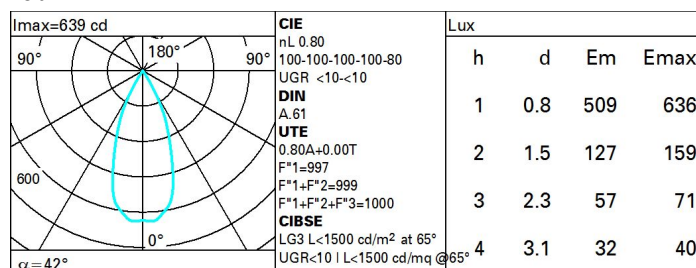 Imax=639 cd
90° 180° 90°
600
0°
α=42°
CIE
nL 0.80
100-100-100-100-80
UGR <10-<10
DIN
A.61
UTE
0.80A+0.00T
F"1=997
F"1+F"2=999
F"1+F"2+F"3=1000
CIBSE
LG3 L<1500 cd/m² at 65°
UGR<10 | L<1500 cd/mq @65°
Lux
h d Em Emax
1 0.8 509 636
2 1.5 127 159
3 2.3 57 71
4 3.1 32 40